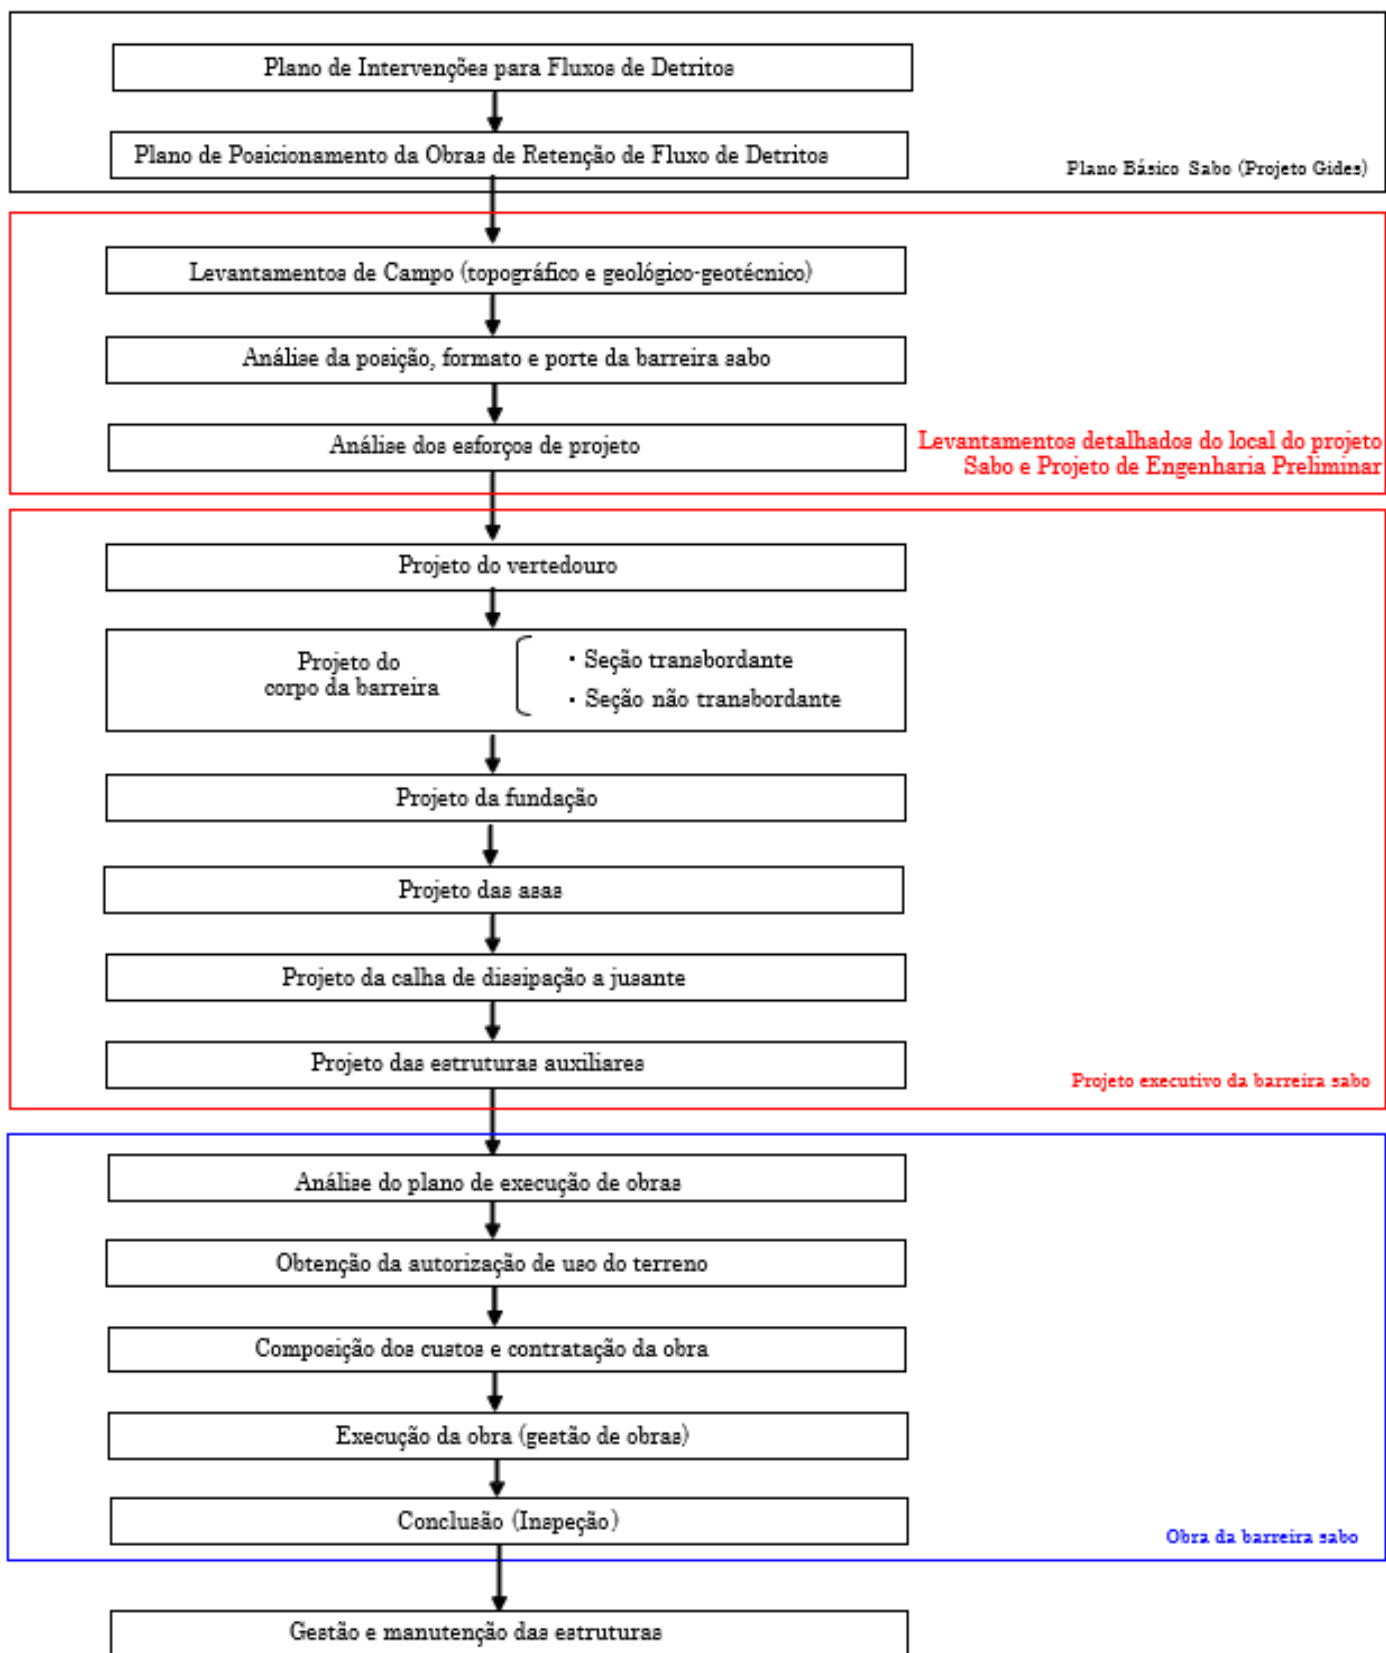 Plano de Intervenções para Fluxos de Detritos
Plano de Posicionamento da Obras de Retenção de Fluxo de Detritos
Plano Básico Sabo (Projeto Gides)
Levantamentos de Campo (topográfico e geológico-geotécnico)
Análise da posição, formato e porte da barreira sabo
Análise dos esforços de projeto
Levantamentos detalhados do local do projeto
Sabo e Projeto de Engenharia Preliminar
Projeto do vertedouro
Projeto do
corpo da barreira
・Seção transbordante
・Seção não transbordante
Projeto da fundação
Projeto das asas
Projeto da calha de dissipação a jusante
Projeto das estruturas auxiliares
Projeto executivo da barreira sabo
Análise do plano de execução de obras
Obtenção da autorização de uso do terreno
Composição dos custos e contratação da obra
Execução da obra (gestão de obras)
Conclusão (Inspeção)
Obra da barreira sabo
Gestão e manutenção das estruturas